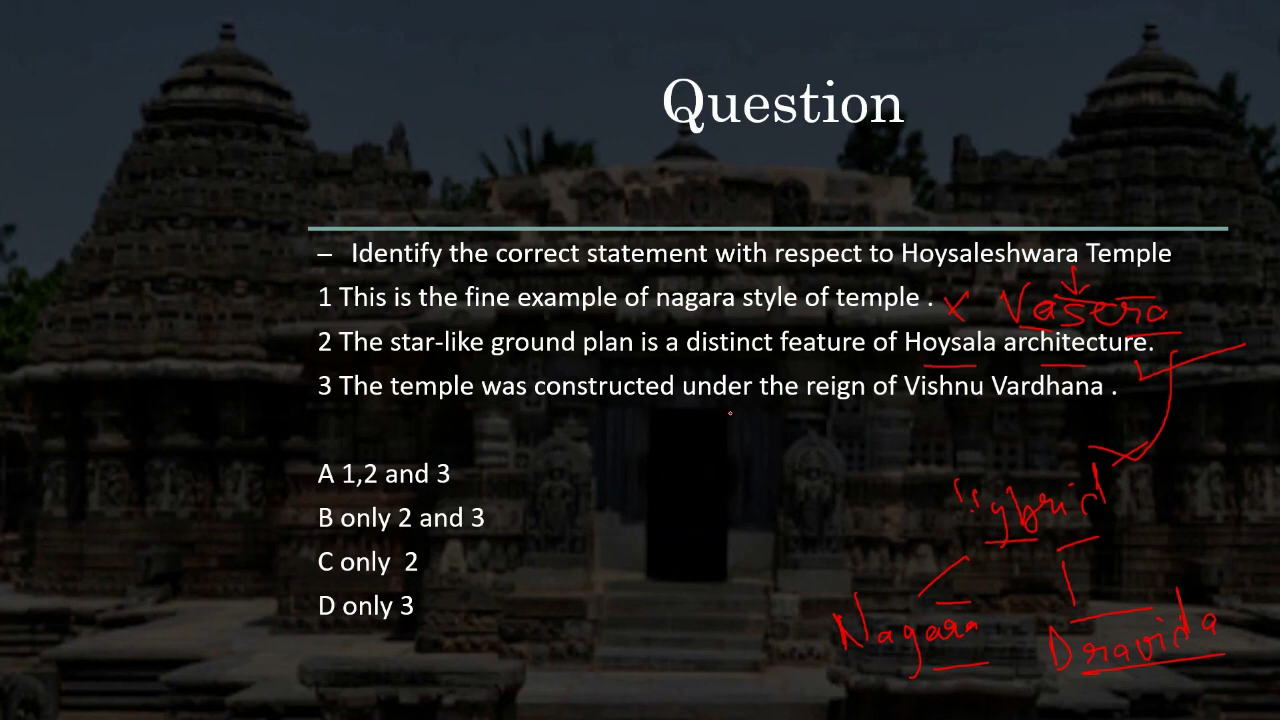 Question
– Identify the correct statement with respect to Hoysaleshwara Temple
1 This is the fine example of nagara style of temple . x Vasera
2 The star-like ground plan is a distinct feature of Hoysala architecture.
3 The temple was constructed under the reign of Vishnu Vardhana .
A 1,2 and 3
B only 2 and 3
C only 2
D only 3
Hybrid
Nagara Dravida